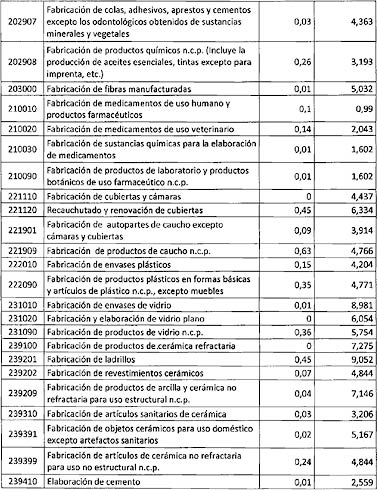 202907 Fabricación de colas, adhesivos, aprestos y cementos 0,03 4,363
excepto los odontológicos obtenidos de sustancias
minerales y vegetales
202908 Fabricación de productos químicos n.c.p. (Incluye la 0,26 3,193
producción de aceites esenciales, tintas excepto para
imprenta, etc.)
203000 Fabricación de fibras manufacturadas 0,01 5,032
210010 Fabricación de medicamentos de uso humano y 0,1 0,99
productos farmacéuticos
210020 Fabricación de medicamentos de uso veterinario 0,14 2,043
210030 Fabricación de sustancias químicas para la elaboración 0,01 1,602
de medicamentos
210090 Fabricación de productos de laboratorio y productos 0,01 1,602
botánicos de uso farmaceútico n.c.p.
221110 Fabricación de cubiertas y cámaras 0 4,437
221120 Recauchutado y renovación de cubiertas 0,45 6,334
221901 Fabricación de autopartes de caucho excepto 0,09 3,914
cámaras y cubiertas
221909 Fabricación de productos de caucho n.c.p. 0,63 4,766
222010 Fabricación de envases plásticos 0,15 4,204
222090 Fabricación de productos plásticos en formas básicas 0,35 4,771
y artículos de plástico n.c.p., excepto muebles
231010 Fabricación de envases de vidrio 0,01 8,981
231020 Fabricación y elaboración de vidrio plano 0 6,054
231090 Fabricación de productos de vidrio n.c.p. 0,36 5,754
239100 Fabricación de productos de cerámica refractaria 0 7,275
239201 Fabricación de ladrillos 0,45 9,052
239202 Fabricación de revestimientos cerámicos 0,07 4,844
239209 Fabricación de productos de arcilla y cerámica no 0,04 7,146
refractaria para uso estructural n.c.p.
239310 Fabricación de artículos sanitarios de cerámica 0,03 3,206
239391 Fabricación de objetos cerámicos para uso doméstico 0,02 5,167
excepto artefactos sanitarios
239399 Fabricación de artículos de cerámica no refractaria 0,24 4,844
para uso no estructural n.c.p.
239410 Elaboración de cemento 0,01 2,559